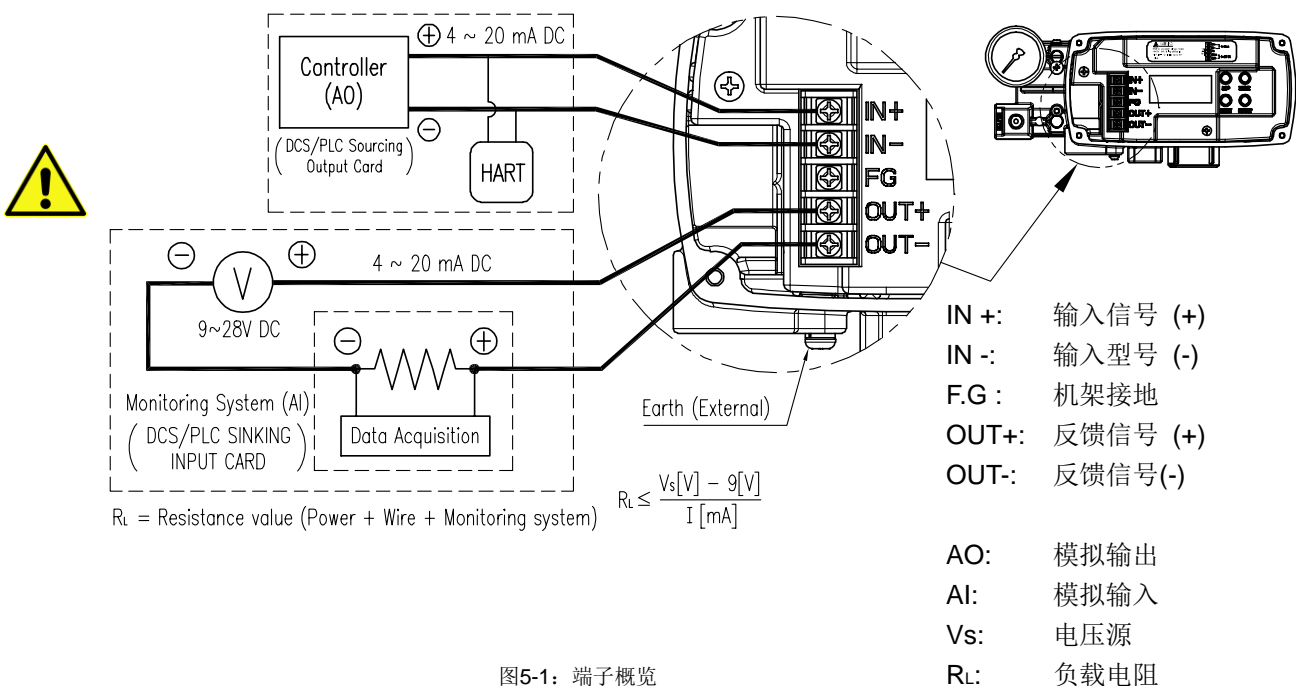 4 ~ 20 mA DC
Controller
(AO)
(DCS/PLC Sourcing
Output Card)
HART
IN+
IN-
FG
OUT+
OUT-
IN+
IN-
FG
OUT+
OUT-
4 ~ 20 mA DC
V
9~28V DC
Monitoring System (AI)
(DCS/PLC SINKING
INPUT CARD)
Data Acquisition
Earth (External)
RL = Resistance value (Power + Wire + Monitoring system)
RL ≤ Vs[V] - 9[V]
I [mA]
IN +: 输入信号 (+)
IN -: 输入型号 (-)
F.G : 机架接地
OUT+: 反馈信号 (+)
OUT-: 反馈信号(-)
AO: 模拟输出
AI: 模拟输入
Vs: 电压源
RL: 负载电阻
图5-1：端子概览